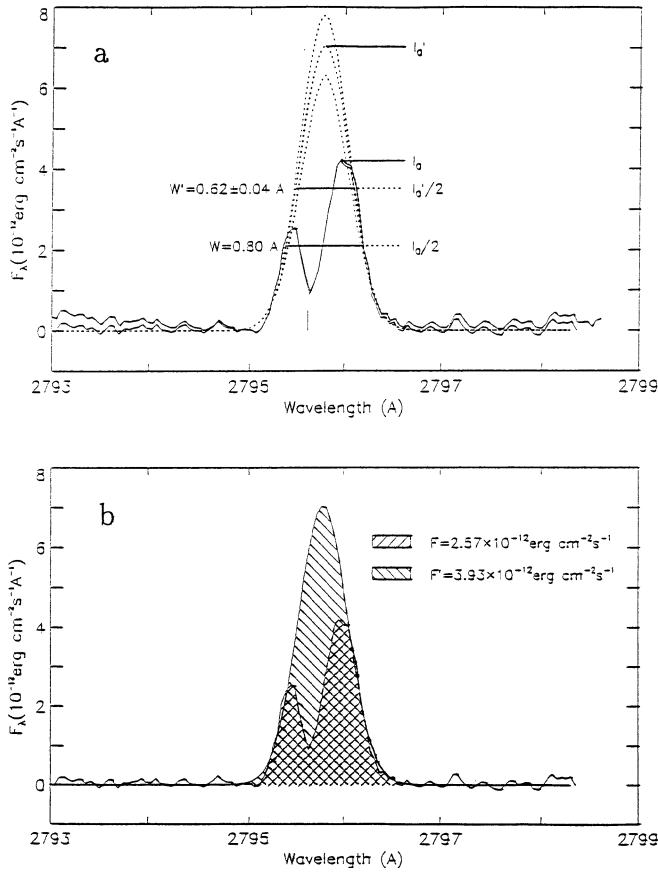 8
a
I₀'
6
I₀
4
W'=0.62±0.04 A
I₀'/2
W=0.80 A
I₀/2
2
0
F_λ(10⁻¹²erg cm⁻²s⁻¹A⁻¹)
2793 2795 2797 2799
Wavelength (A)
8
b
F=2.57×10⁻¹²erg cm⁻²s⁻¹
6
F'=3.93×10⁻¹²erg cm⁻²s⁻¹
4
2
0
F_λ(10⁻¹²erg cm⁻²s⁻¹A⁻¹)
2793 2795 2797 2799
Wavelength (A)